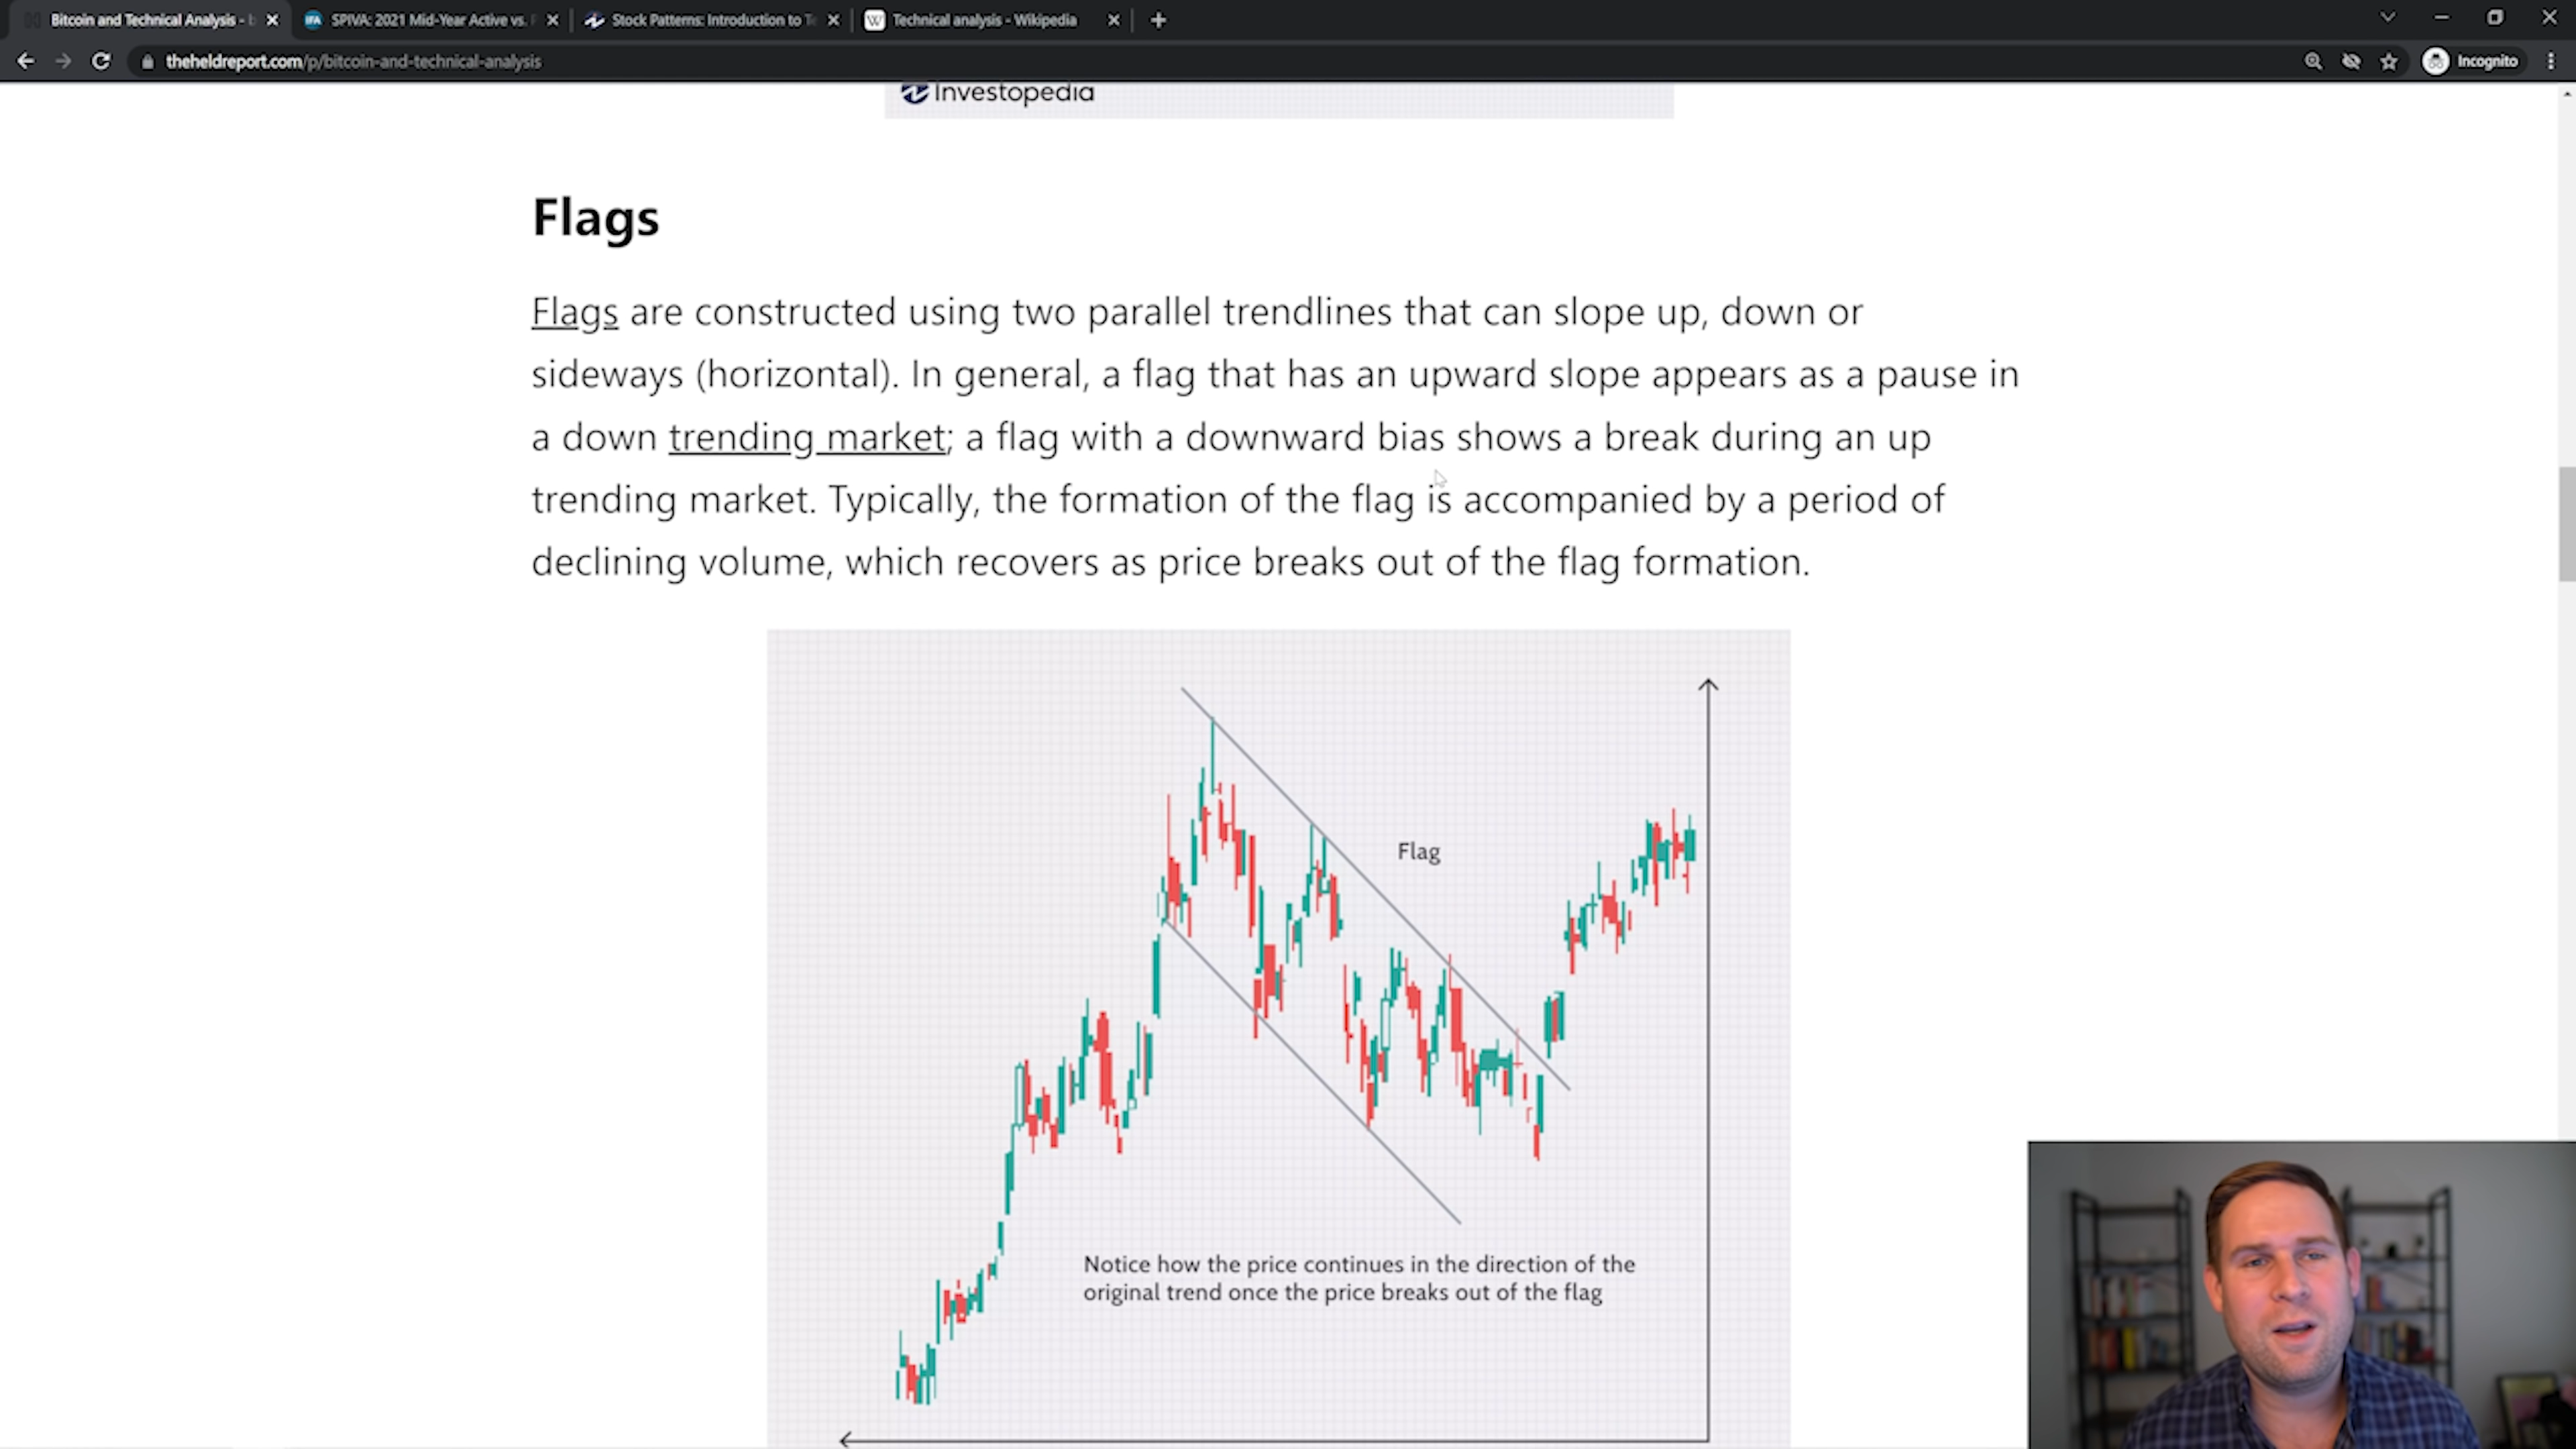 Bitcoin and Technical Analysis -
SPIVA: 2021 Mid-Year Active vs.
Stock Patterns: Introduction to
W Technical analysis - Wikipedia
theheldreport.com/p/bitcoin-and-technical-analysis
Incognito
Investopedia
Flags
Flags are constructed using two parallel trendlines that can slope up, down or
sideways (horizontal). In general, a flag that has an upward slope appears as a pause in
a down trending market; a flag with a downward bias shows a break during an up
trending market. Typically, the formation of the flag is accompanied by a period of
declining volume, which recovers as price breaks out of the flag formation.
Flag
Notice how the price continues in the direction of the
original trend once the price breaks out of the flag